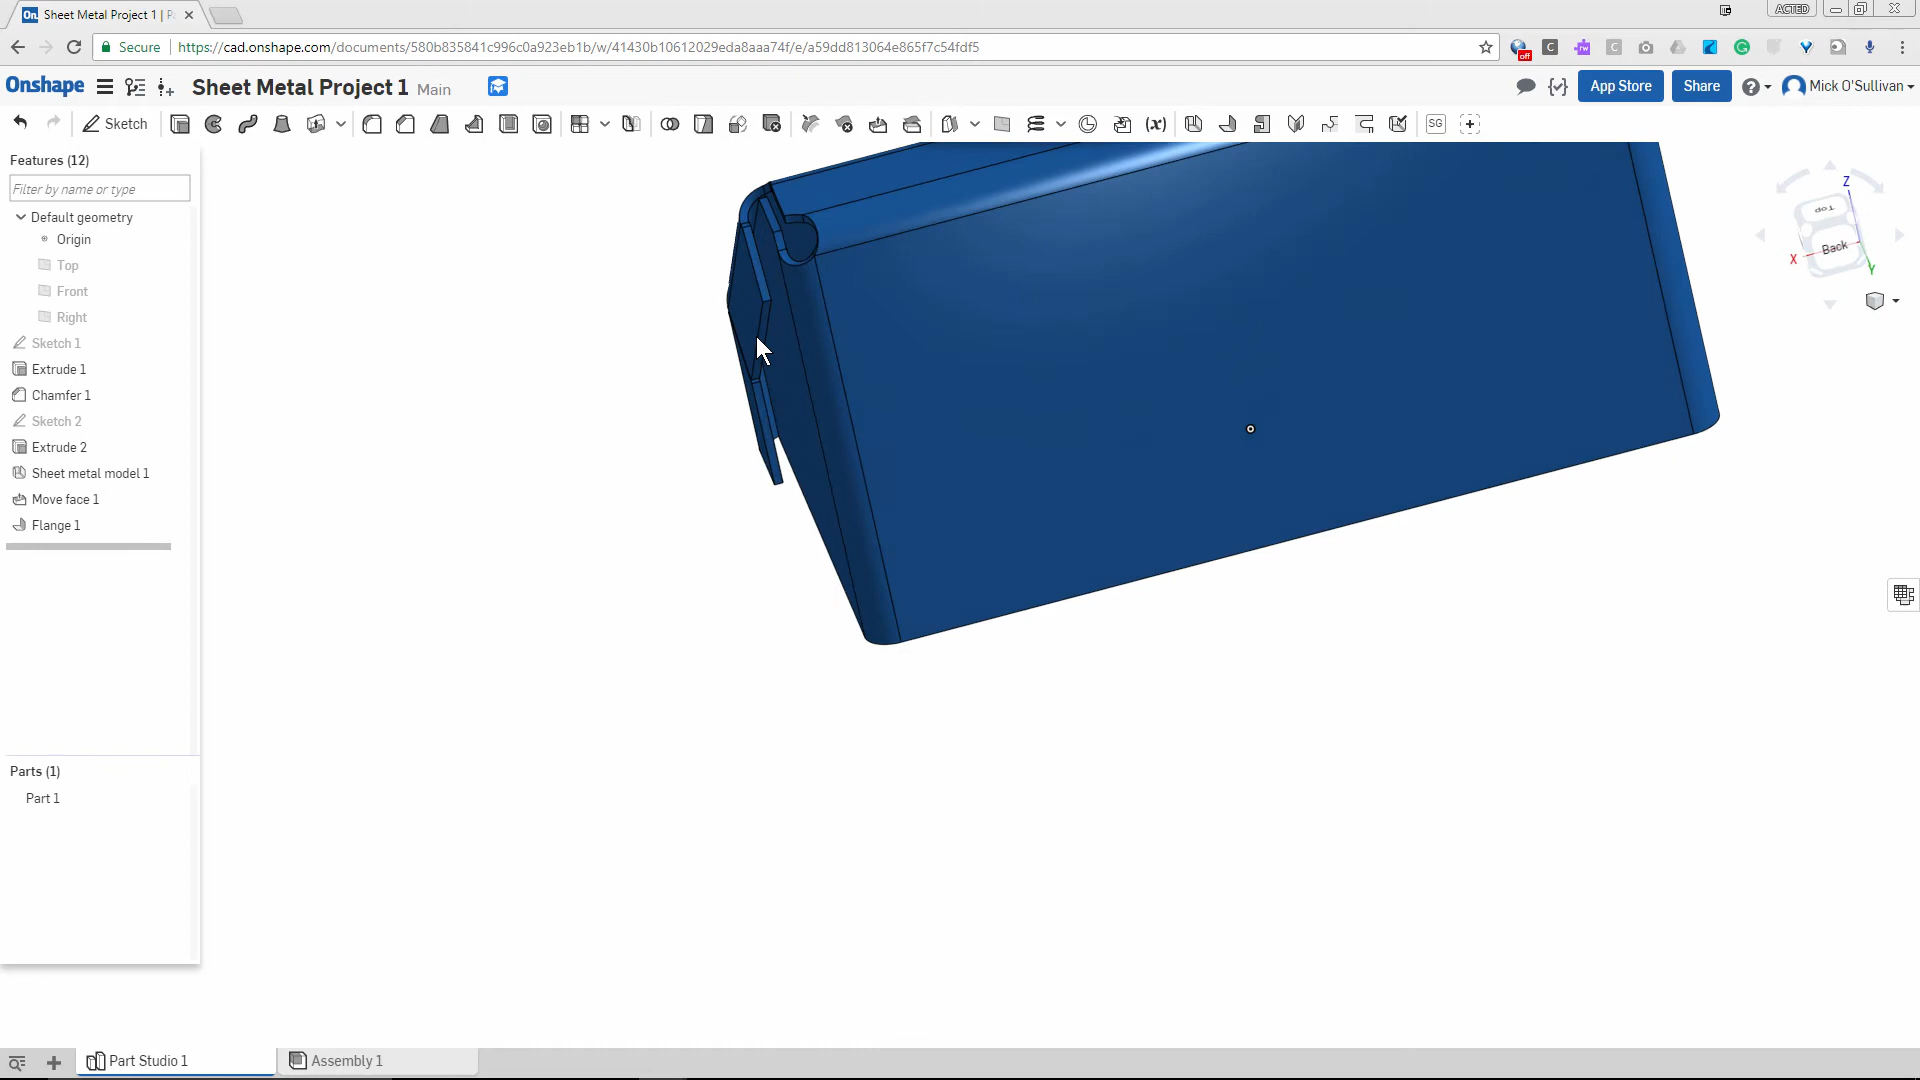 Sheet Metal Project 1 | P
ACTED
Secure
https://cad.onshape.com/documents/580b835841c996c0a923eb1b/w/41430b10612029eda8aaa74f/e/a59dd813064e865f7c54fdf5
off
Onshape
Sheet Metal Project 1 Main
App Store
Share
Mick O'Sullivan
Sketch
(x)
SG
Features (12)
Filter by name or type
Default geometry
Origin
Top
Front
Right
Sketch 1
Extrude 1
Chamfer 1
Sketch 2
Extrude 2
Sheet metal model 1
Move face 1
Flange 1
Z
Top
Back
X
Y
Parts (1)
Part 1
Part Studio 1
Assembly 1